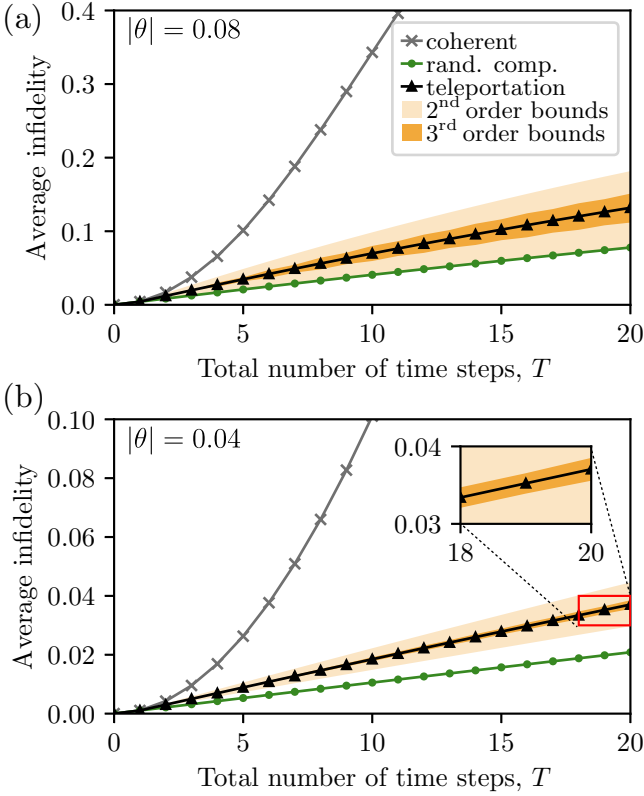 (a)
|θ| = 0.08
coherent
rand. comp.
teleportation
2nd order bounds
3rd order bounds
Average infidelity
0.4
0.3
0.2
0.1
0.0
0 5 10 15 20
Total number of time steps, T
(b)
|θ| = 0.04
Average infidelity
0.10
0.08
0.06
0.04
0.02
0.00
0.04
0.03
18 20
0 5 10 15 20
Total number of time steps, T